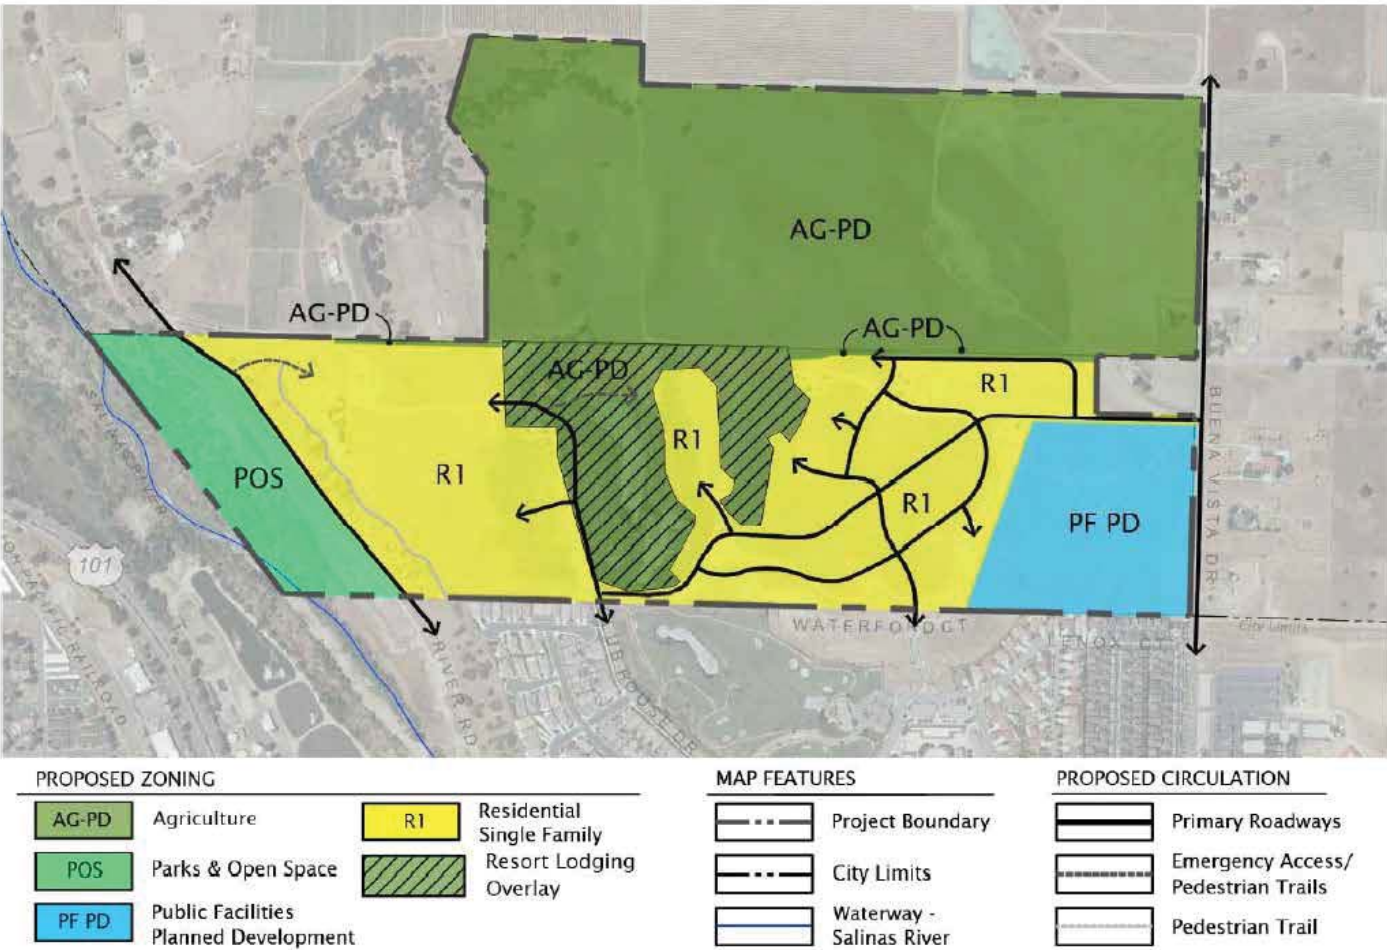 AG-PD
AG-PD
AG-PD
AG-PD
R1
R1
R1
POS
R1
PF PD
BUENA VISTA DR
101
WATERFORD CT
City Limits
RIVER RD
RAILROAD
PROPOSED ZONING
AG-PD Agriculture
POS Parks & Open Space
PF PD Public Facilities
Planned Development
R1 Residential
Single Family
Resort Lodging
Overlay
MAP FEATURES
Project Boundary
City Limits
Waterway -
Salinas River
PROPOSED CIRCULATION
Primary Roadways
Emergency Access/
Pedestrian Trails
Pedestrian Trail